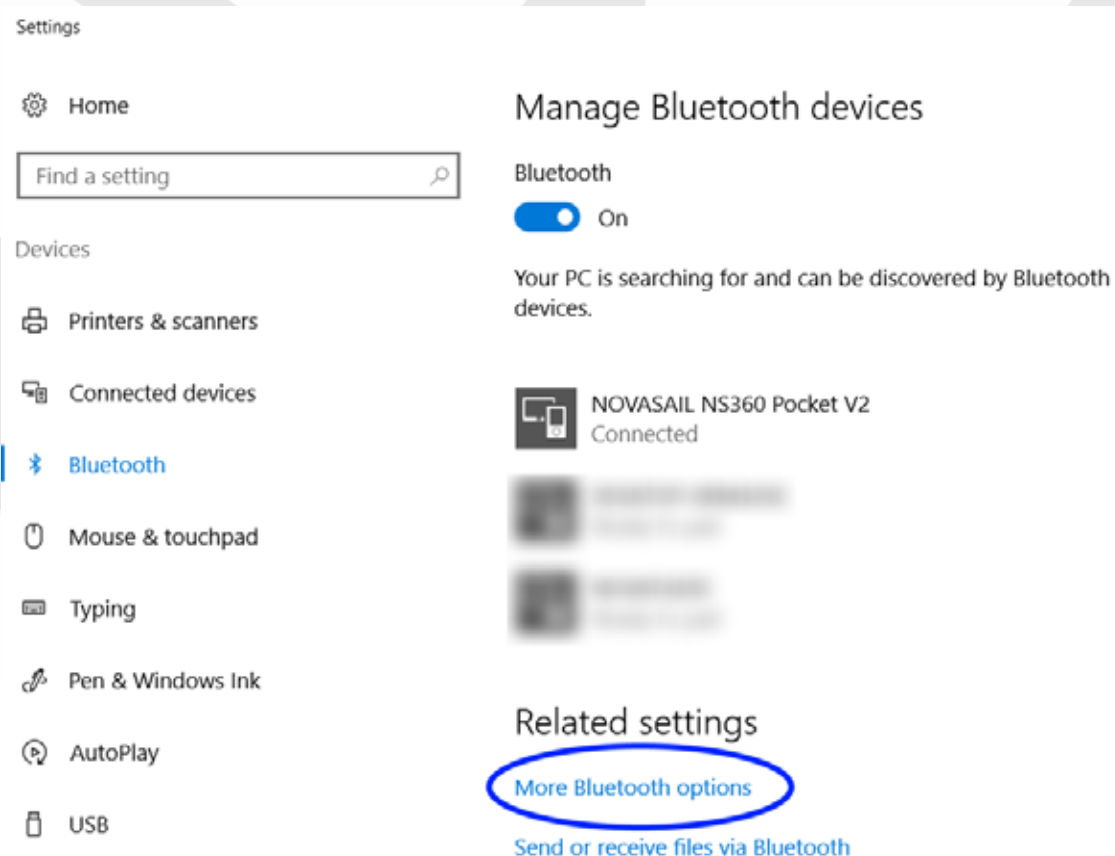 Settings
Home
Find a setting
Devices
Printers & scanners
Connected devices
Bluetooth
Mouse & touchpad
Typing
Pen & Windows Ink
AutoPlay
USB
Manage Bluetooth devices
Bluetooth
On
Your PC is searching for and can be discovered by Bluetooth
devices.
NOVASAIL NS360 Pocket V2
Connected
Related settings
More Bluetooth options
Send or receive files via Bluetooth